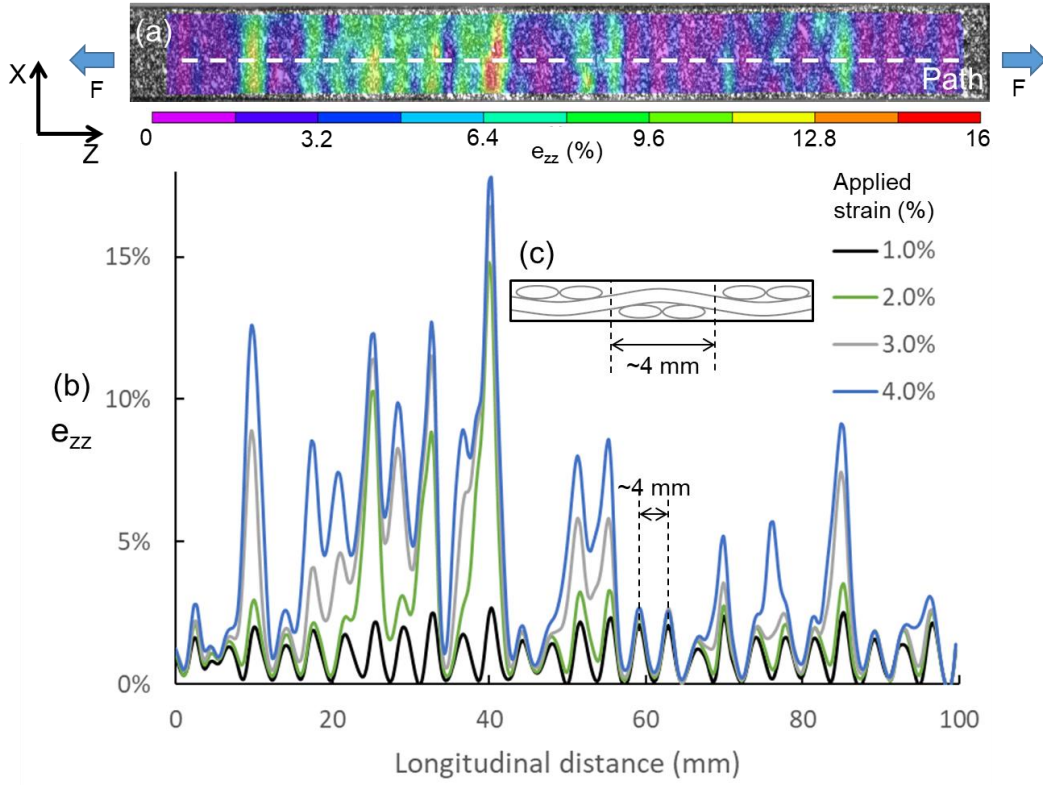 (a)
Path
X
F
F
Z
0
3.2
6.4
9.6
12.8
16
ezz (%)
Applied
strain (%)
1.0%
2.0%
3.0%
4.0%
(c)
~4 mm
(b)
ezz
15%
10%
5%
0%
~4 mm
0
20
40
60
80
100
Longitudinal distance (mm)